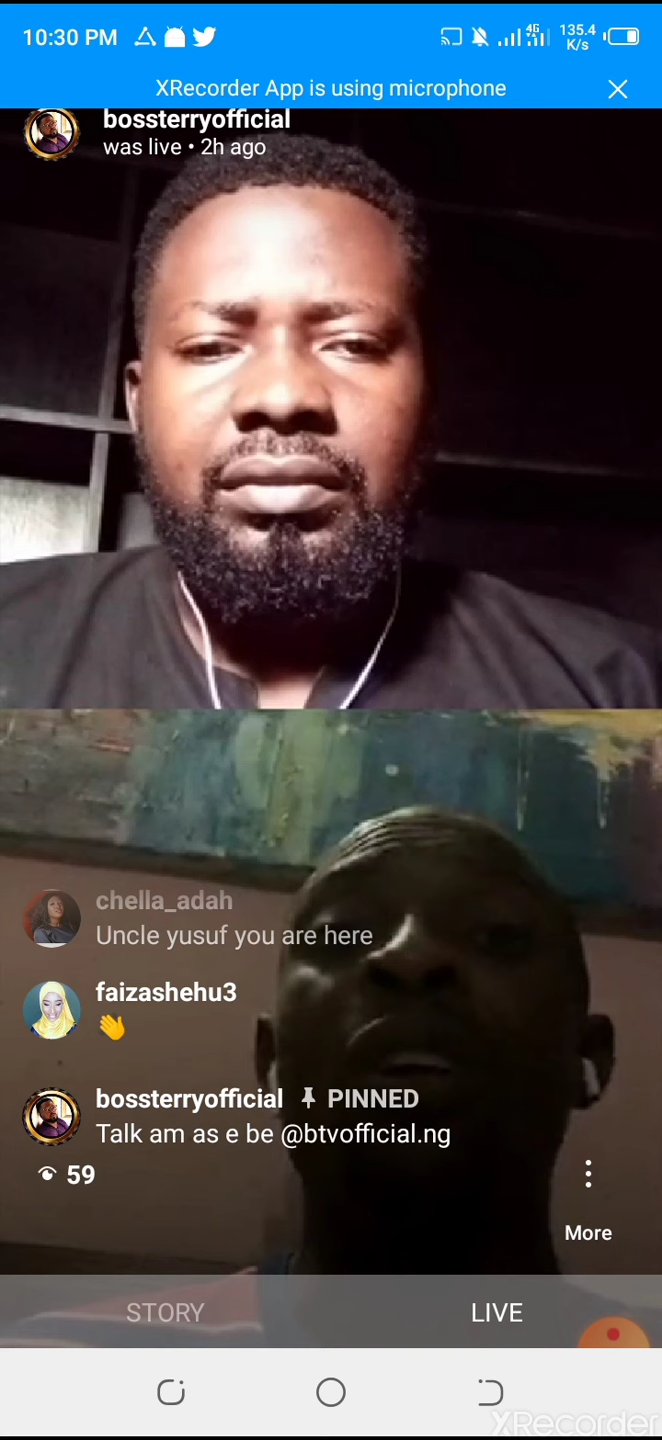 10:30 PM
4G
135.4
K/s
XRecorder App is using microphone
bossterryofficial
was live • 2h ago
chella_adah
Uncle yusuf you are here
faizashehu3
👋
bossterryofficial PINNED
Talk am as e be @btvofficial.ng
59
More
STORY LIVE
XRecorder